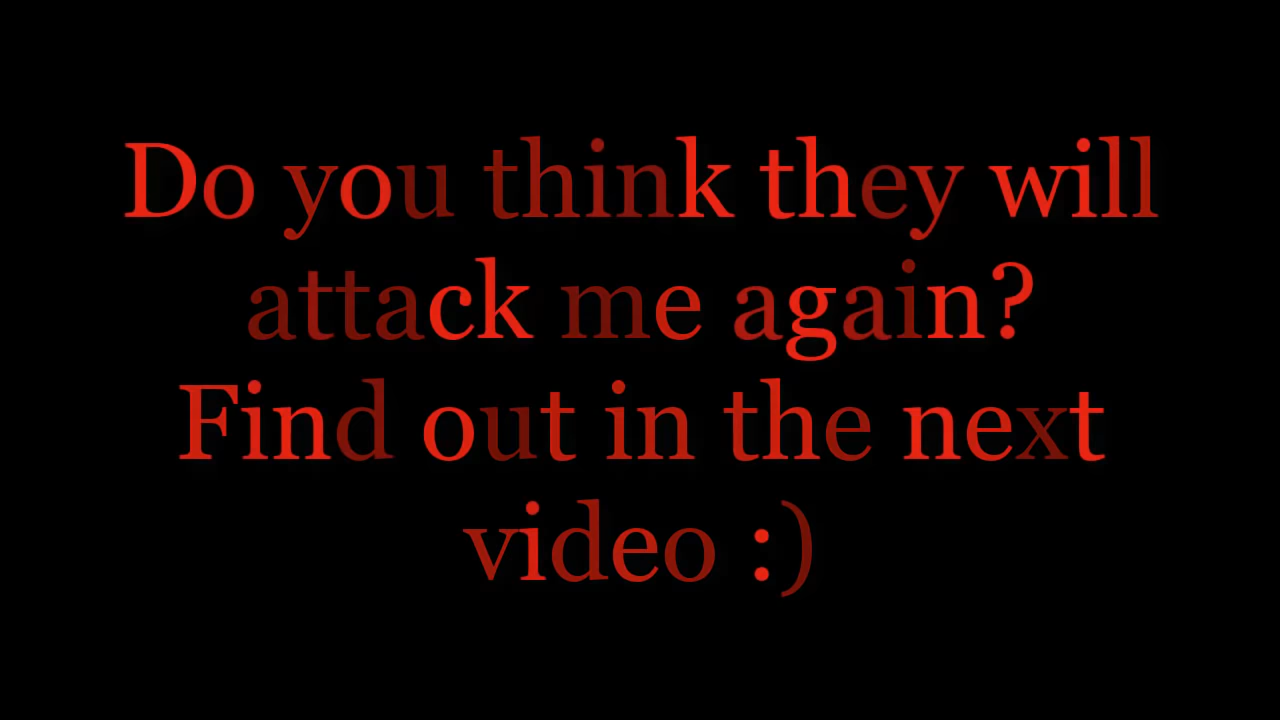 Do you think they will
attack me again?
Find out in the next
video :)